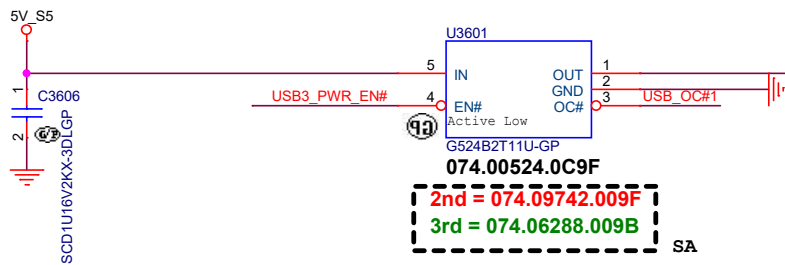 5V_S5
U3601
5
IN
OUT
1
GND
2
C3606
1
2
SCD1U16V2KX-3DLGP
USB3_PWR_EN#
4
EN#
OC#
3
USB_OC#1
Active Low
G524B2T11U-GP
074.00524.0C9F
2nd = 074.09742.009F
3rd = 074.06288.009B
SA